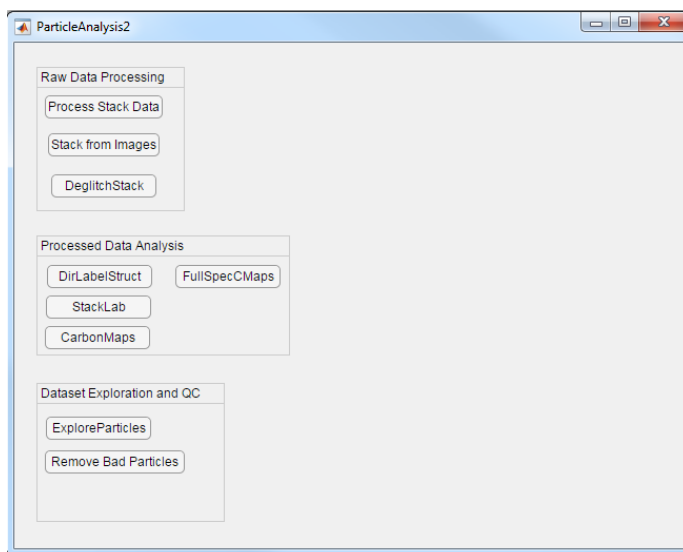 ParticleAnalysis2
Raw Data Processing
Process Stack Data
Stack from Images
DeglitchStack
Processed Data Analysis
DirLabelStruct FullSpecCMaps
StackLab
CarbonMaps
Dataset Exploration and QC
ExploreParticles
Remove Bad Particles